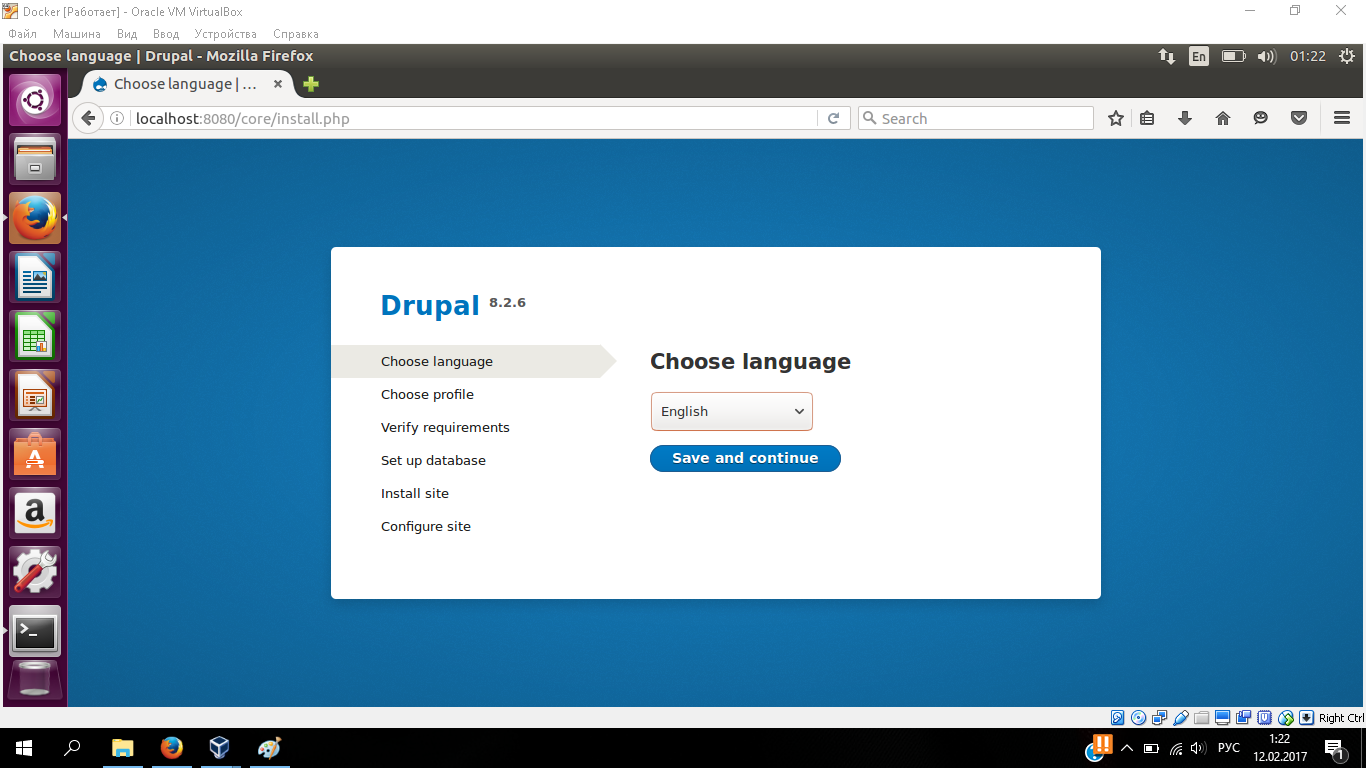 Docker [Работает] - Oracle VM VirtualBox
Файл Машина Вид Ввод Устройства Справка
Choose language | Drupal - Mozilla Firefox
En 01:22
Choose language | ...
localhost:8080/core/install.php
Search
Drupal 8.2.6
Choose language
Choose profile
Verify requirements
Set up database
Install site
Configure site
Choose language
English
Save and continue
Right Ctrl
РУС
1:22
12.02.2017
1